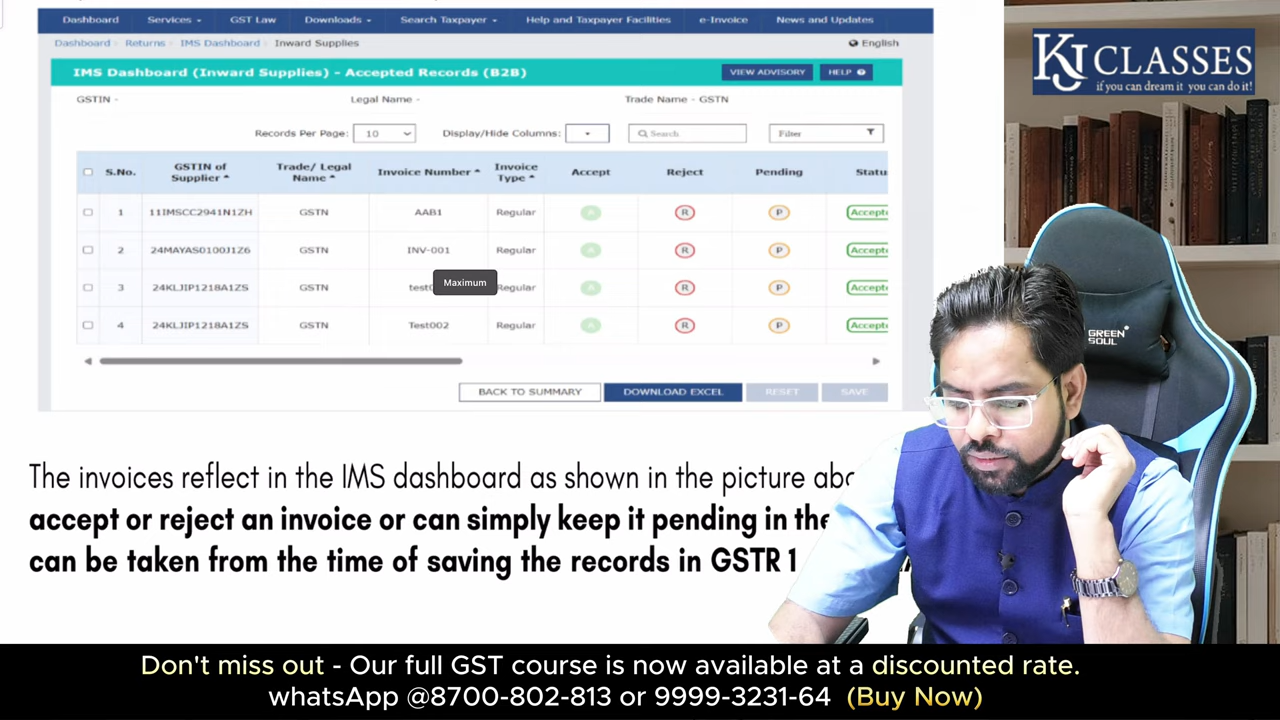 Dashboard Services GST Law Downloads Search Taxpayer Help and Taxpayer Facilities e-Invoice News and Updates
Dashboard Returns IMS Dashboard Inward Supplies English
IMS Dashboard (Inward Supplies) - Accepted Records (B2B) VIEW ADVISORY HELP
GSTIN - Legal Name - Trade Name - GSTN
Records Per Page: 10 Display/Hide Columns: Search Filter
S.No. GSTIN of Supplier Trade/ Legal Name Invoice Number Invoice Type Accept Reject Pending Statu
1 11IMSCC2941N1ZH GSTN AAB1 Regular A R P Accept
2 24MAYAS0100J1Z6 GSTN INV-001 Regular A R P Accept
Maximum
3 24KLJIP1218A1ZS GSTN Regular A R P Accept
4 24KLJIP1218A1ZS GSTN Test002 Regular A R P Accept
BACK TO SUMMARY DOWNLOAD EXCEL RESET SAVE
The invoices reflect in the IMS dashboard as shown in the picture
accept or reject an invoice or can simply keep it pending in
can be taken from the time of saving the records in GSTR 1
KJ CLASSES
if you can dream it you can do it!
GREEN SOUL
Don't miss out - Our full GST course is now available at a discounted rate.
whatsApp @8700-802-813 or 9999-3231-64 (Buy Now)